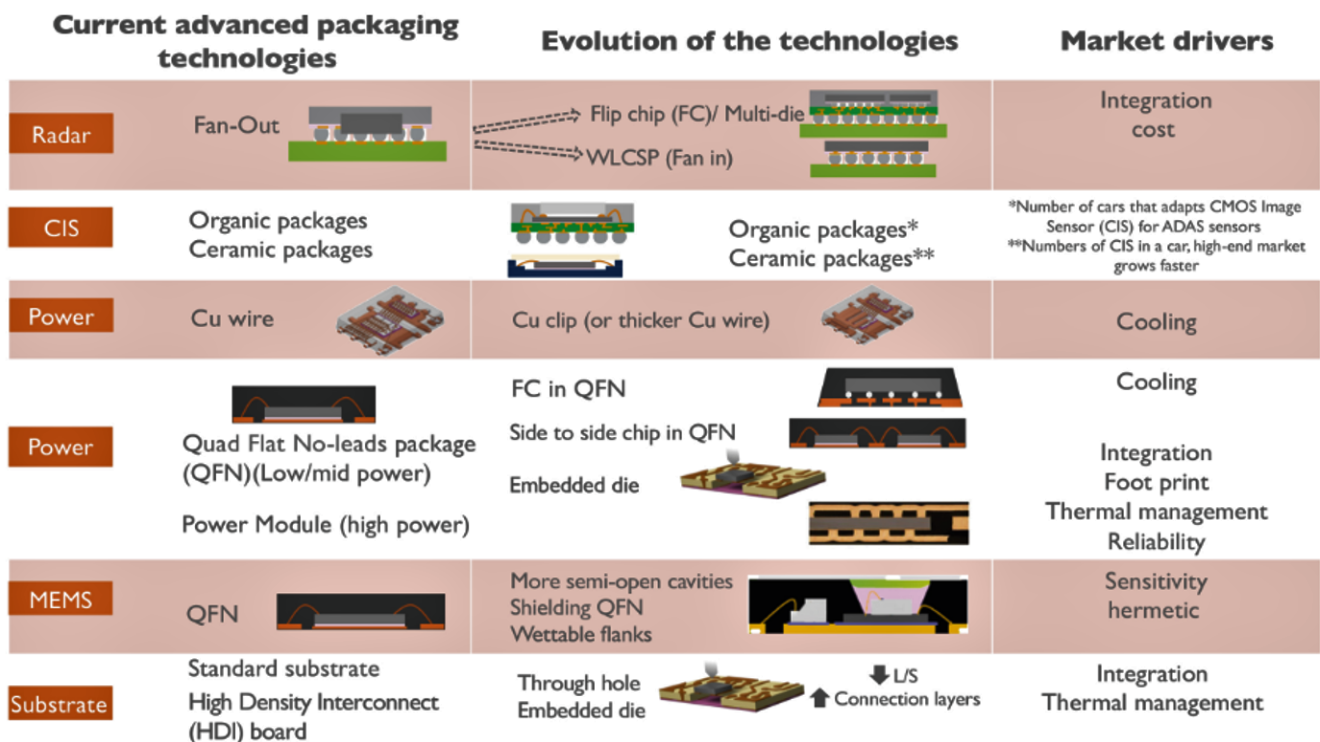 Current advanced packaging
technologies
Evolution of the technologies
Market drivers
Radar
Fan-Out
Flip chip (FC)/ Multi-die
WLCSP (Fan in)
Integration
cost
CIS
Organic packages
Ceramic packages
Organic packages*
Ceramic packages**
*Number of cars that adapts CMOS Image
Sensor (CIS) for ADAS sensors
**Numbers of CIS in a car, high-end market
grows faster
Power
Cu wire
Cu clip (or thicker Cu wire)
Cooling
Power
Quad Flat No-leads package
(QFN)(Low/mid power)
Power Module (high power)
FC in QFN
Side to side chip in QFN
Embedded die
Cooling
Integration
Foot print
Thermal management
Reliability
MEMS
QFN
More semi-open cavities
Shielding QFN
Wettable flanks
Sensitivity
hermetic
Substrate
Standard substrate
High Density Interconnect
(HDI) board
Through hole
Embedded die
L/S
Connection layers
Integration
Thermal management